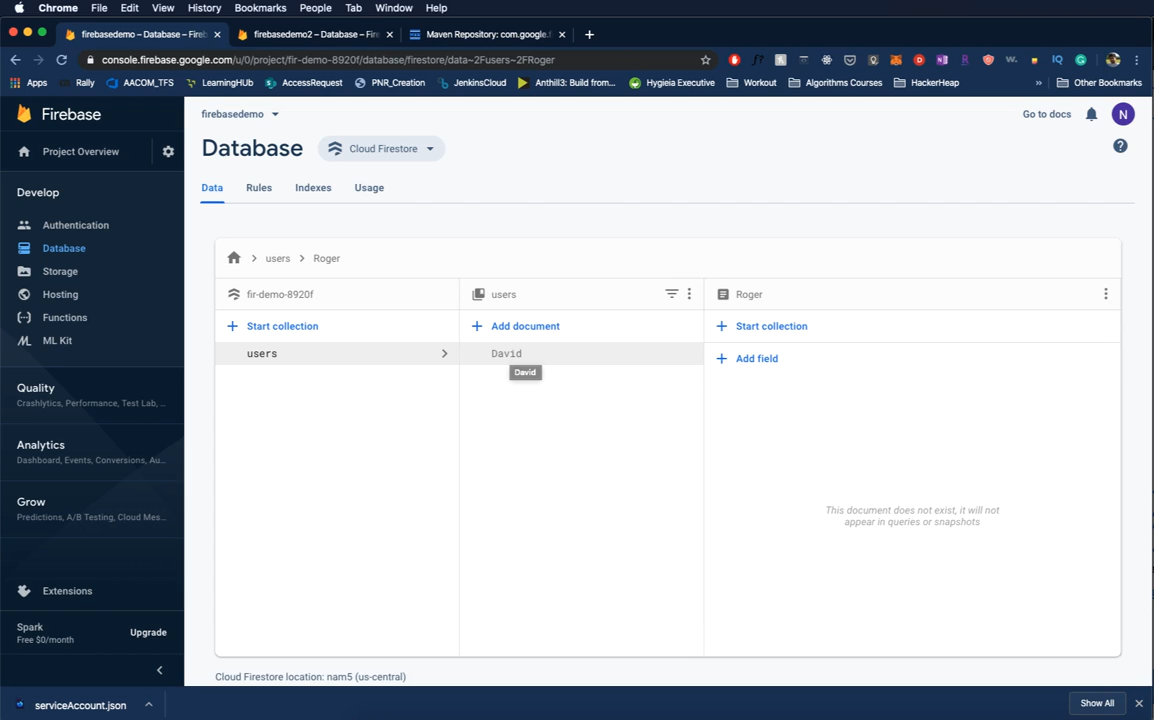 Chrome File Edit View History Bookmarks People Tab Window Help
firebasedemo – Database – Fireb
firebasedemo2 – Database – Fire
Maven Repository: com.google.f
console.firebase.google.com/u/0/project/fir-demo-8920f/database/firestore/data~2Fusers~2FRoger
Apps Rally AACOM_TFS LearningHUb AccessRequest PNR_Creation JenkinsCloud Anthill3: Build from... Hygieia Executive Workout Algorithms Courses HackerHeap » Other Bookmarks
Firebase
firebasedemo
Go to docs
N
Project Overview
Database
Cloud Firestore
Data Rules Indexes Usage
Develop
Authentication
Database
Storage
Hosting
Functions
ML Kit
Quality
Crashlytics, Performance, Test Lab, ...
Analytics
Dashboard, Events, Conversions, Au...
Grow
Predictions, A/B Testing, Cloud Mes...
Extensions
Spark
Free $0/month
Upgrade
users Roger
fir-demo-8920f
Start collection
users
users
Add document
David
David
Roger
Start collection
Add field
This document does not exist, it will not
appear in queries or snapshots
Cloud Firestore location: nam5 (us-central)
serviceAccount.json
Show All